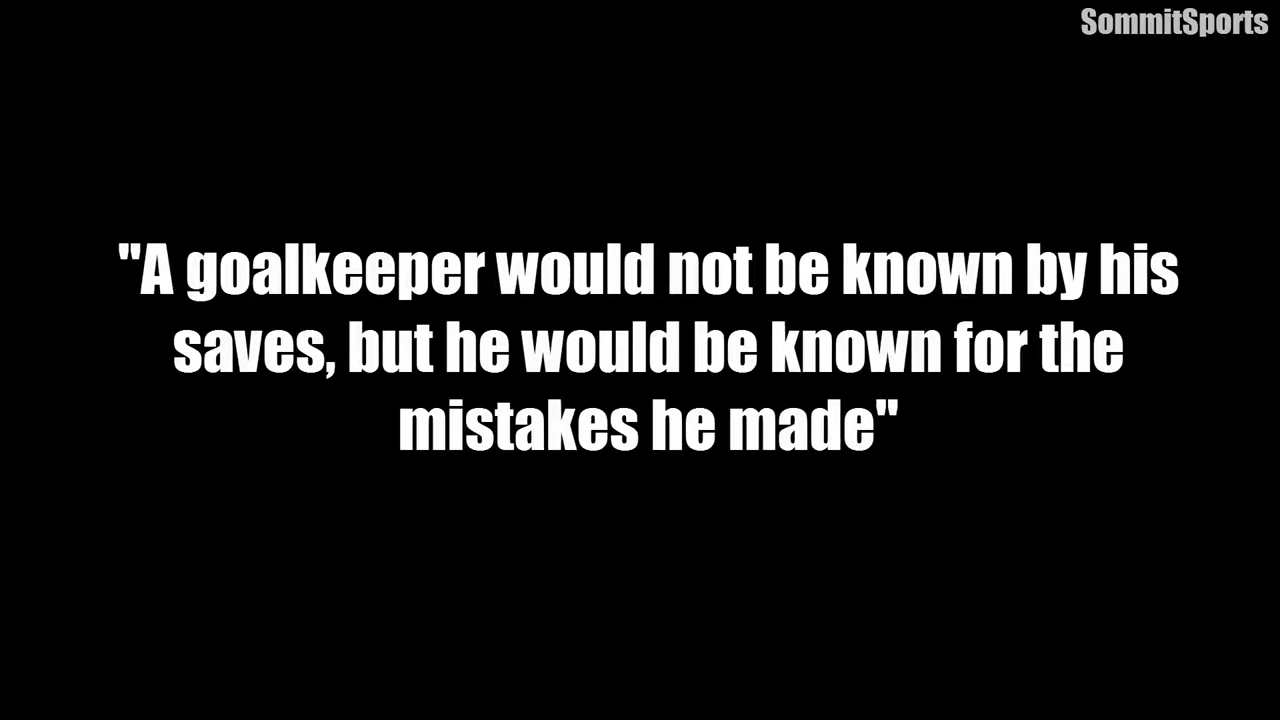 SommitSports
"A goalkeeper would not be known by his
saves, but he would be known for the
mistakes he made"